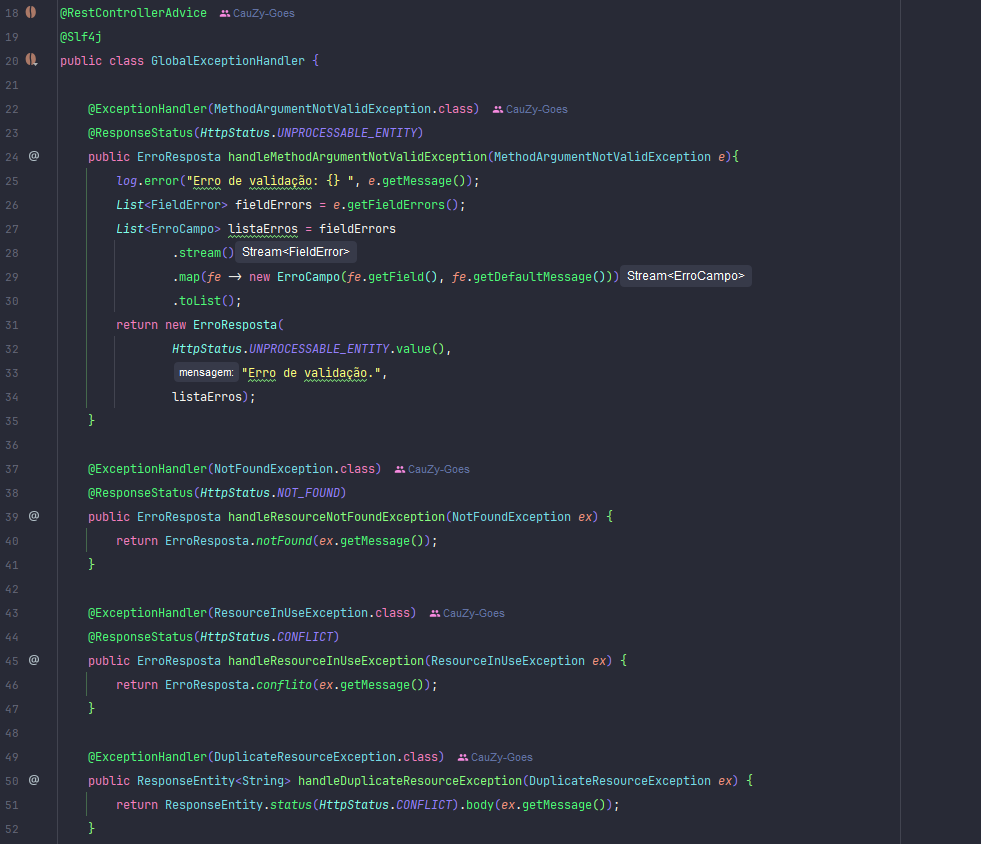 18 @RestControllerAdvice CauZy-Goes
19 @Slf4j
20 public class GlobalExceptionHandler {
21
22 @ExceptionHandler(MethodArgumentNotValidException.class) CauZy-Goes
23 @ResponseStatus(HttpStatus.UNPROCESSABLE_ENTITY)
24 @ public ErroResposta handleMethodArgumentNotValidException(MethodArgumentNotValidException e){
25 log.error("Erro de validação: {} ", e.getMessage());
26 List<FieldError> fieldErrors = e.getFieldErrors();
27 List<ErroCampo> listaErros = fieldErrors
28 .stream() Stream<FieldError>
29 .map(fe -> new ErroCampo(fe.getField(), fe.getDefaultMessage())) Stream<ErroCampo>
30 .toList();
31 return new ErroResposta(
32 HttpStatus.UNPROCESSABLE_ENTITY.value(),
33 mensagem: "Erro de validação.",
34 listaErros);
35 }
36
37 @ExceptionHandler(NotFoundException.class) CauZy-Goes
38 @ResponseStatus(HttpStatus.NOT_FOUND)
39 @ public ErroResposta handleResourceNotFoundException(NotFoundException ex) {
40 return ErroResposta.notFound(ex.getMessage());
41 }
42
43 @ExceptionHandler(ResourceInUseException.class) CauZy-Goes
44 @ResponseStatus(HttpStatus.CONFLICT)
45 @ public ErroResposta handleResourceInUseException(ResourceInUseException ex) {
46 return ErroResposta.conflito(ex.getMessage());
47 }
48
49 @ExceptionHandler(DuplicateResourceException.class) CauZy-Goes
50 @ public ResponseEntity<String> handleDuplicateResourceException(DuplicateResourceException ex) {
51 return ResponseEntity.status(HttpStatus.CONFLICT).body(ex.getMessage());
52 }